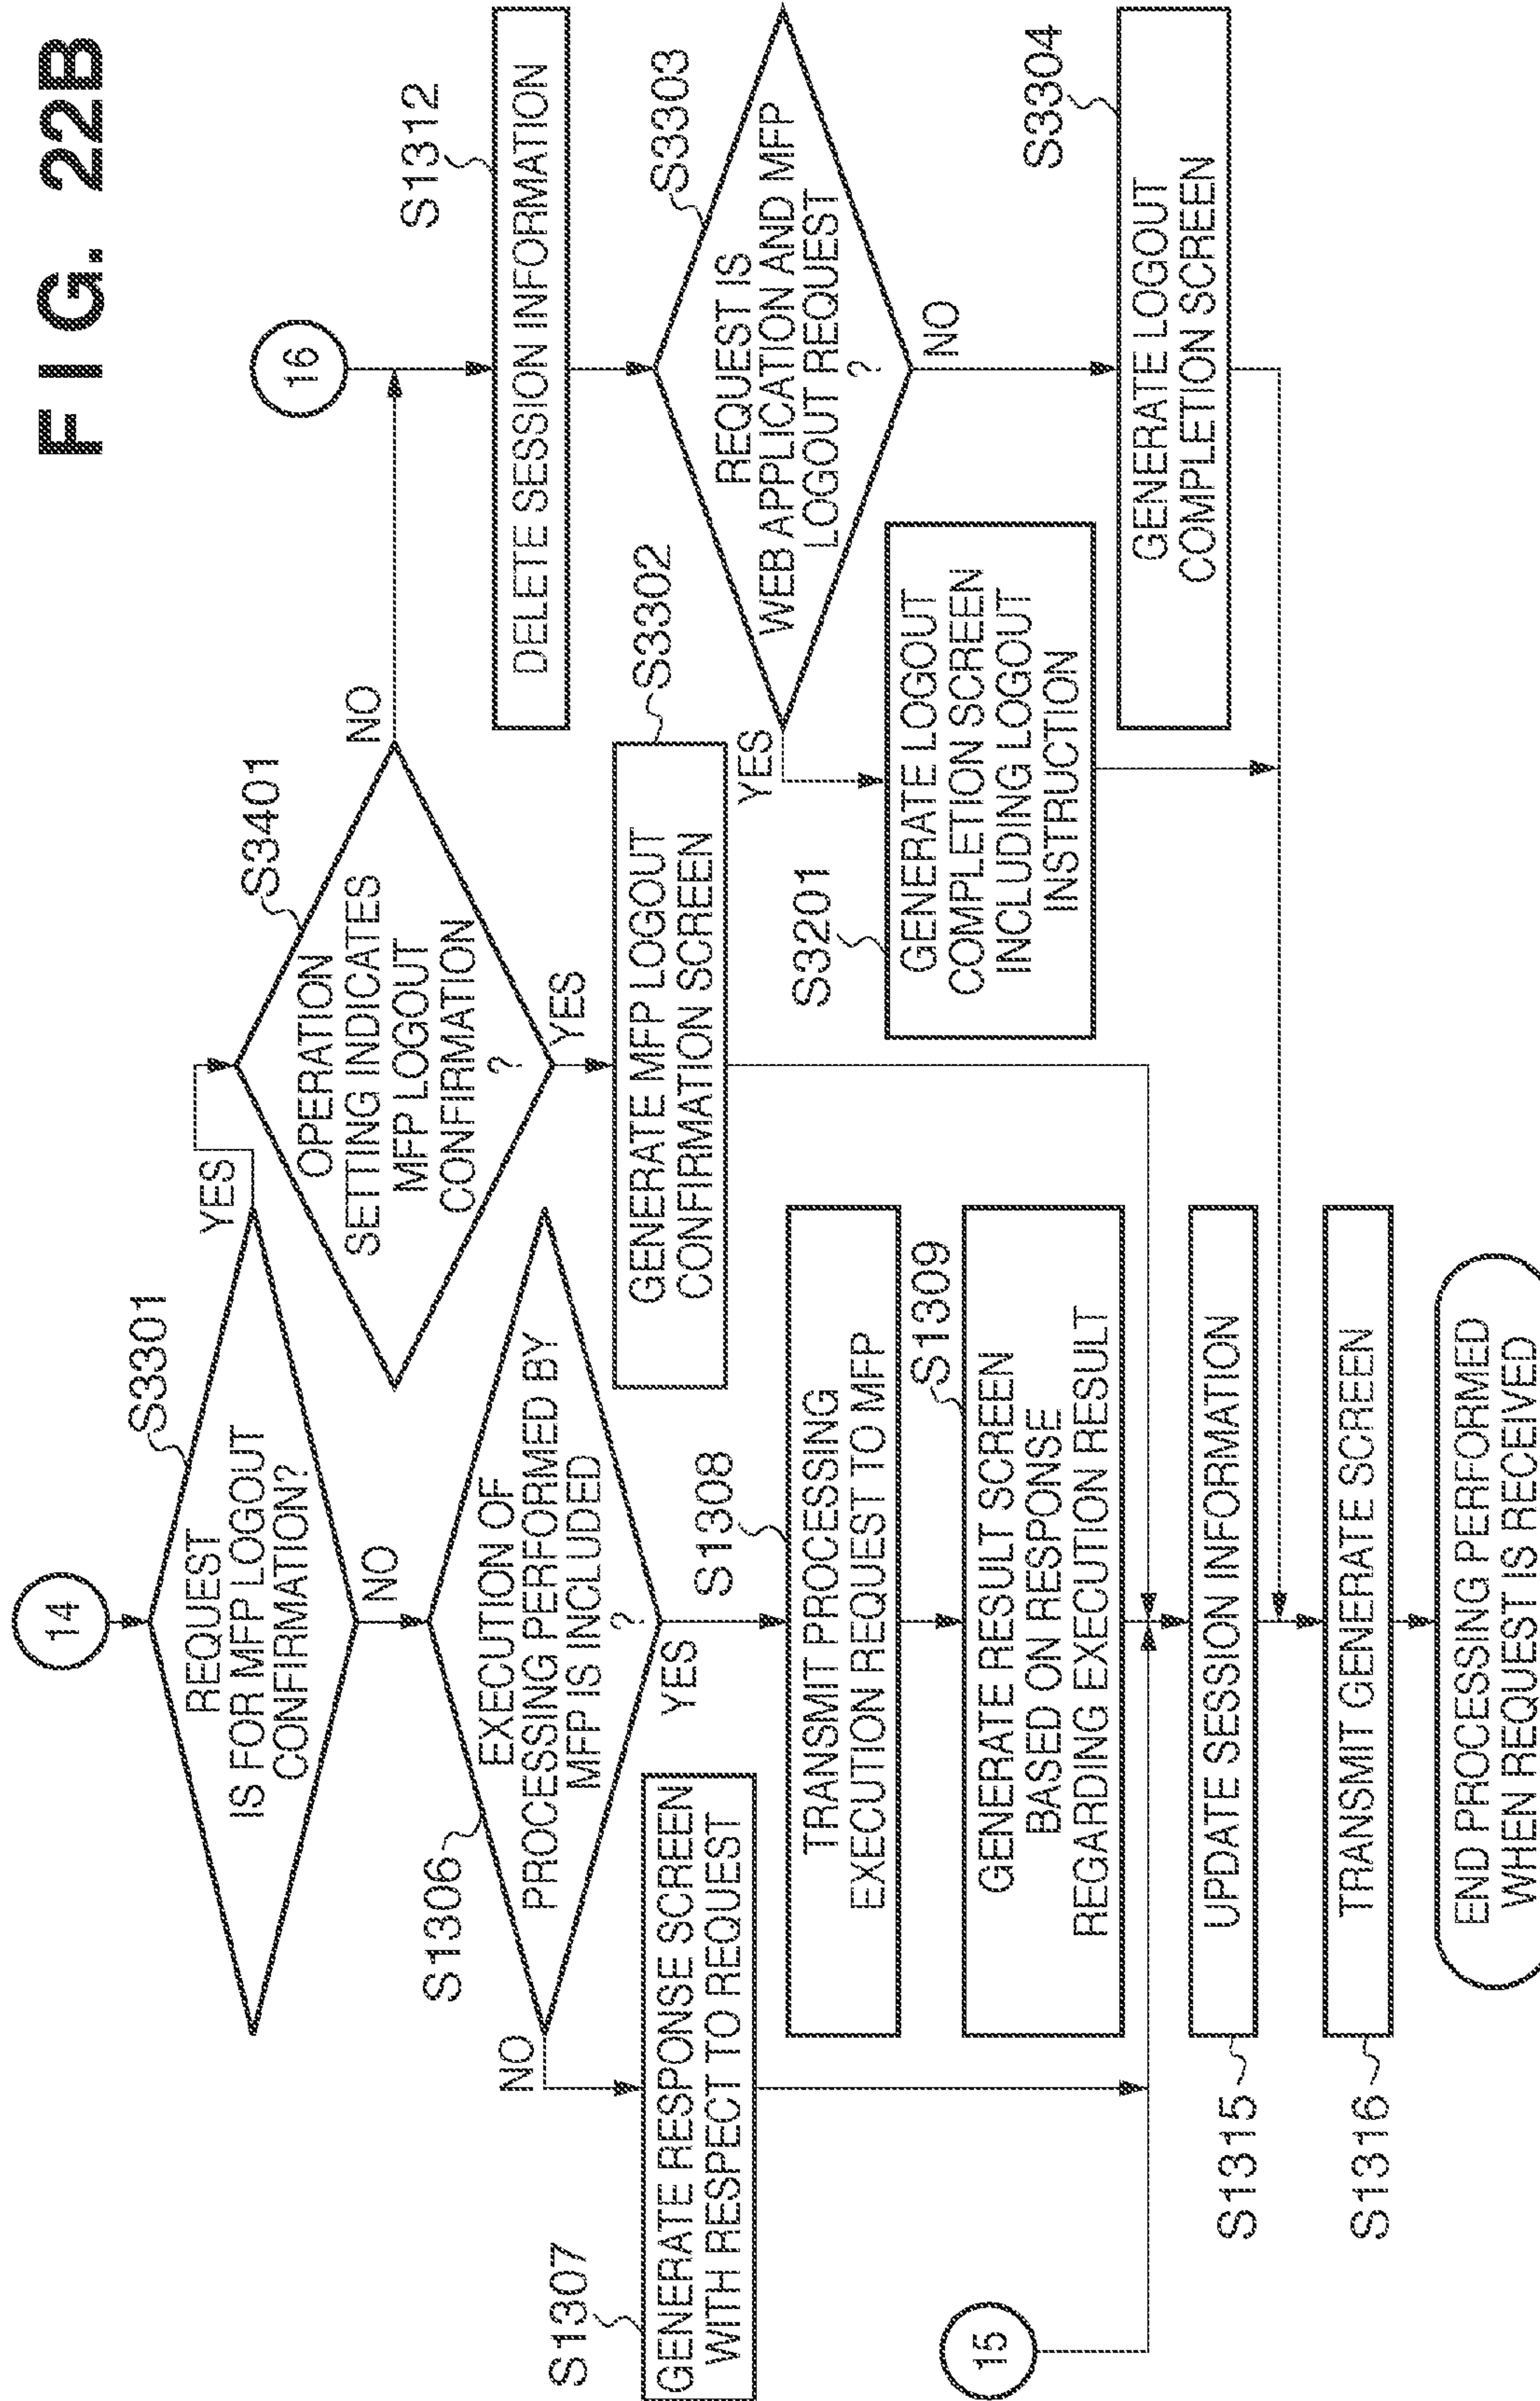 FIG. 22B
14
S3301
REQUEST
IS FOR MFP LOGOUT
CONFIRMATION?
YES
NO
S3401
OPERATION
SETTING INDICATES
MFP LOGOUT
CONFIRMATION
?
NO
YES
16
S1312
DELETE SESSION INFORMATION
S1306
EXECUTION OF
PROCESSING PERFORMED BY
MFP IS INCLUDED
?
NO
YES
S3302
GENERATE MFP LOGOUT
CONFIRMATION SCREEN
S3303
REQUEST IS
WEB APPLICATION AND MFP
LOGOUT REQUEST
?
YES
NO
S1307
GENERATE RESPONSE SCREEN
WITH RESPECT TO REQUEST
S1308
TRANSMIT PROCESSING
EXECUTION REQUEST TO MFP
S3201
GENERATE LOGOUT
COMPLETION SCREEN
INCLUDING LOGOUT
INSTRUCTION
S1309
GENERATE RESULT SCREEN
BASED ON RESPONSE
REGARDING EXECUTION RESULT
S3304
GENERATE LOGOUT
COMPLETION SCREEN
15
S1315
UPDATE SESSION INFORMATION
S1316
TRANSMIT GENERATE SCREEN
END PROCESSING PERFORMED
WHEN REQUEST IS RECEIVED